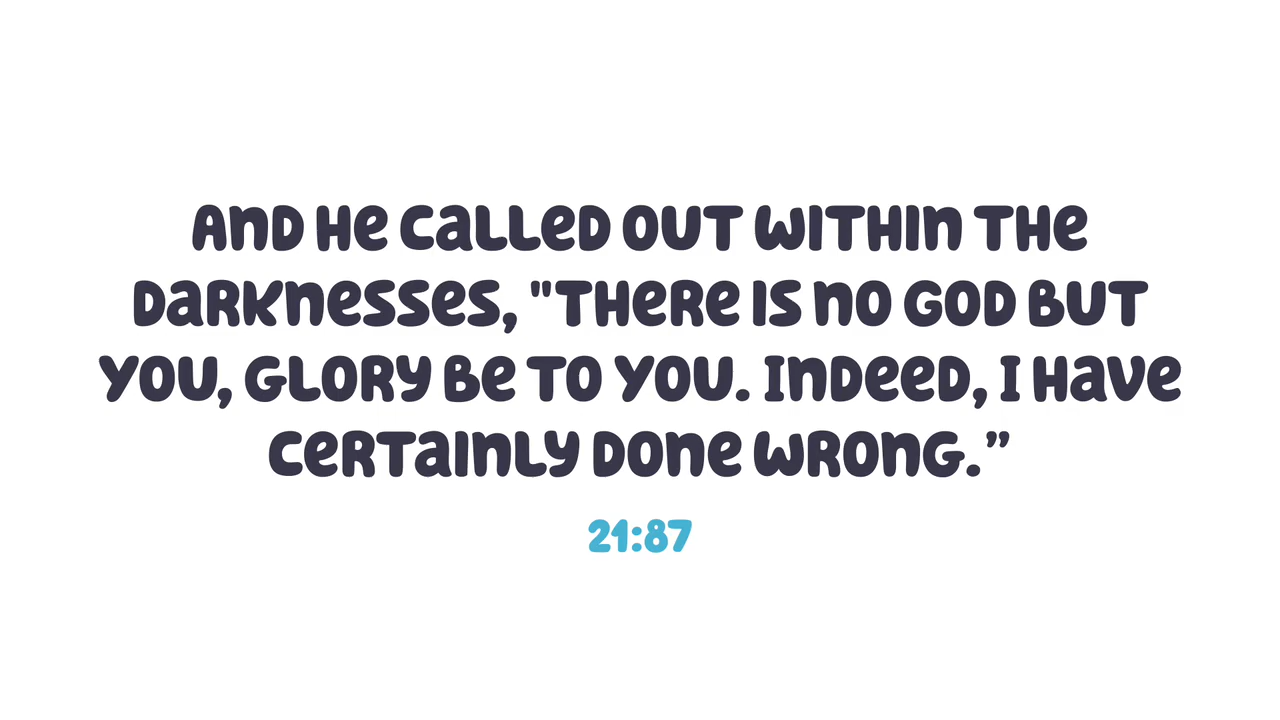 And He called out within the
darknesses, "There is no god but
You, Glory be to You. Indeed, I have
certainly done wrong.”
21:87